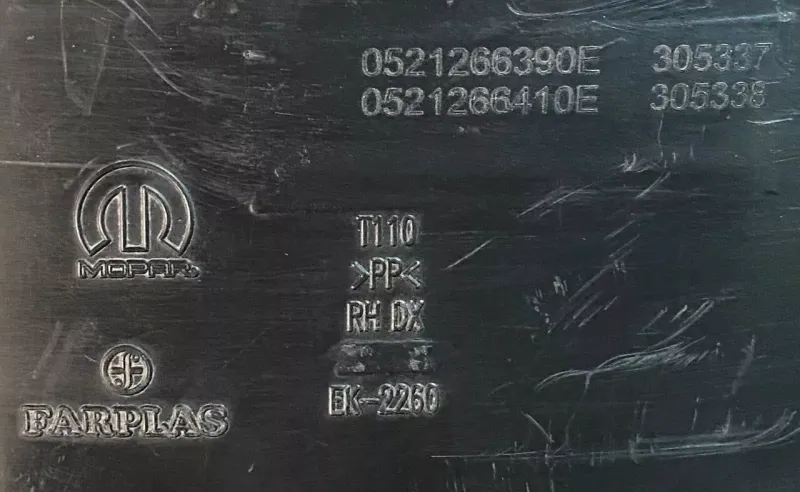 0521266390E 305337
0521266410E 305338
MOPAR
T110
>PP<
RH DX
EK-2260
FARPLAS